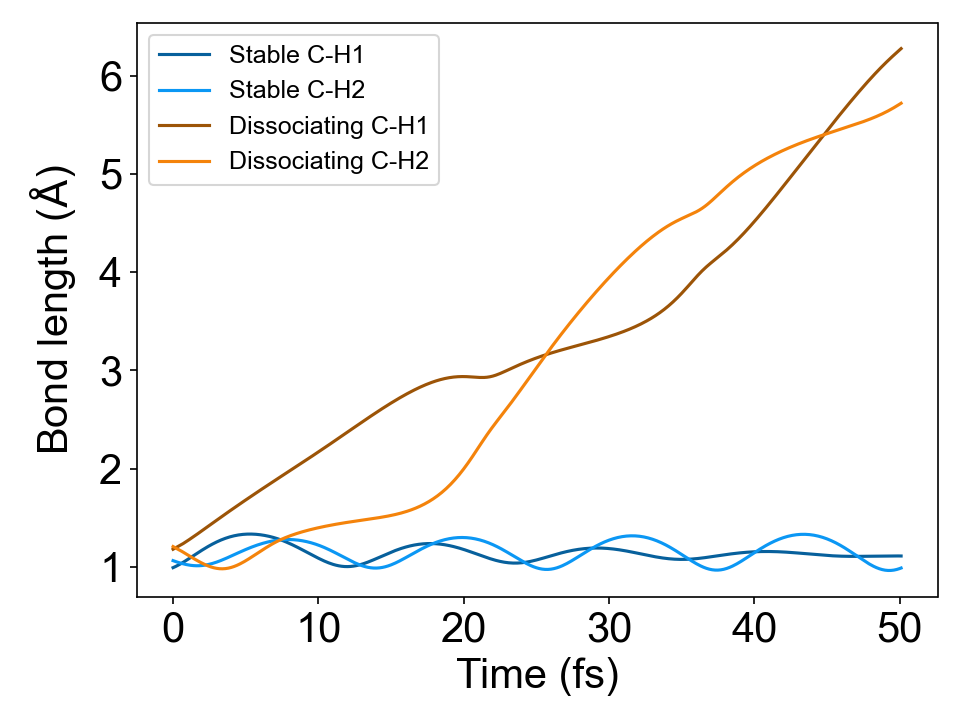 Stable C-H1
Stable C-H2
Dissociating C-H1
Dissociating C-H2
Bond length (Å)
6
5
4
3
2
1
0 10 20 30 40 50
Time (fs)